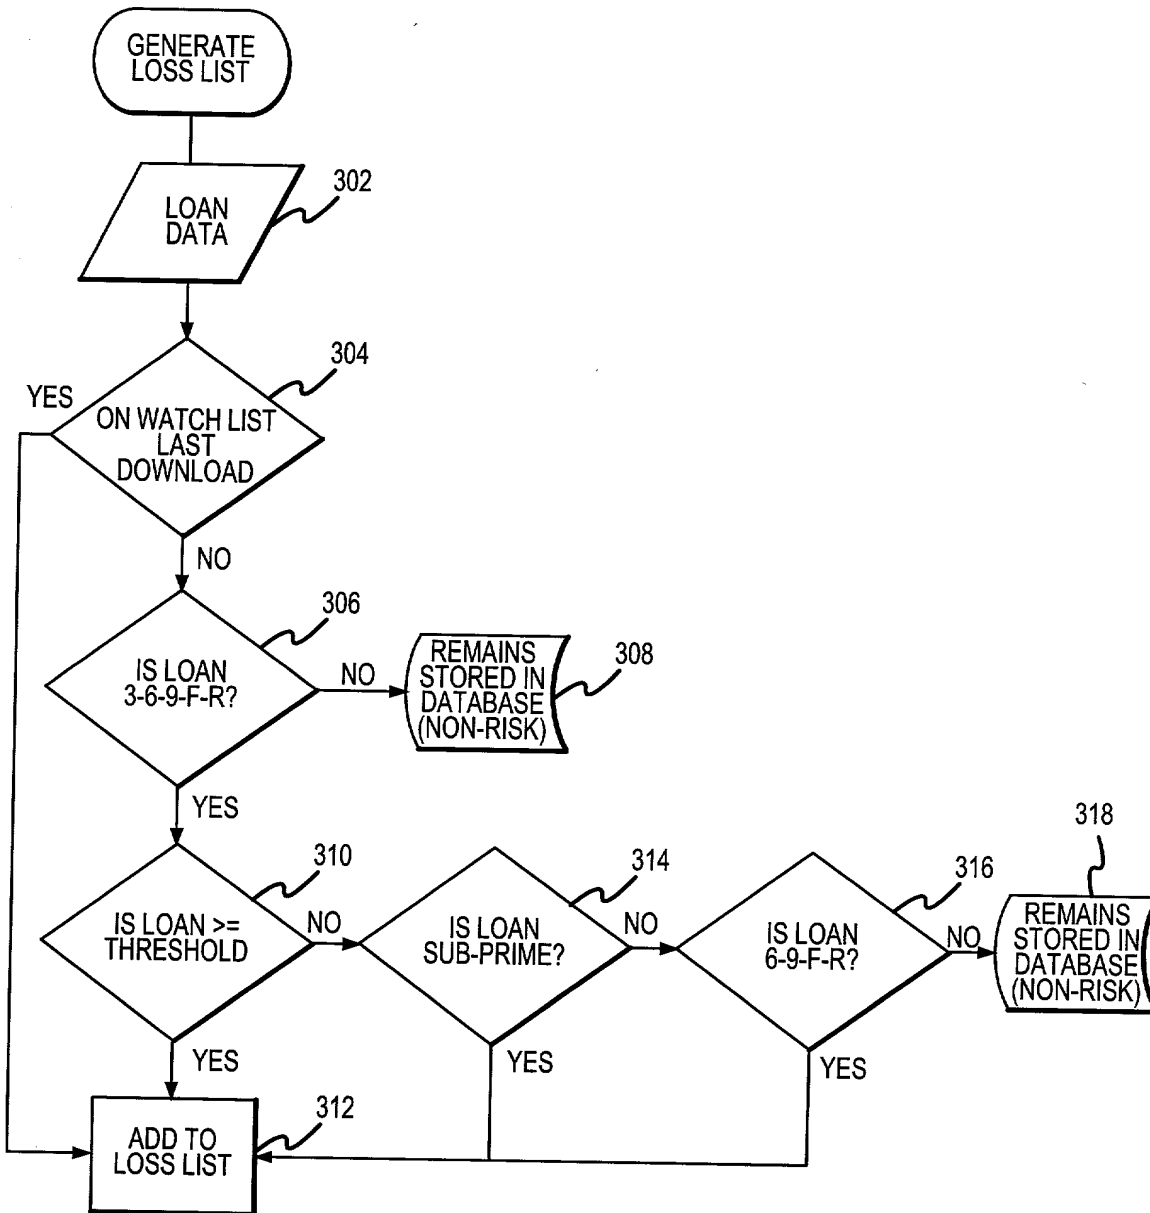 GENERATE
LOSS LIST
LOAN
DATA
302
304
YES
ON WATCH LIST
LAST
DOWNLOAD
NO
306
IS LOAN
3-6-9-F-R?
NO
REMAINS
STORED IN
DATABASE
(NON-RISK)
308
YES
310
IS LOAN >=
THRESHOLD
NO
314
IS LOAN
SUB-PRIME?
NO
316
IS LOAN
6-9-F-R?
NO
318
REMAINS
STORED IN
DATABASE
(NON-RISK)
YES
YES
YES
312
ADD TO
LOSS LIST